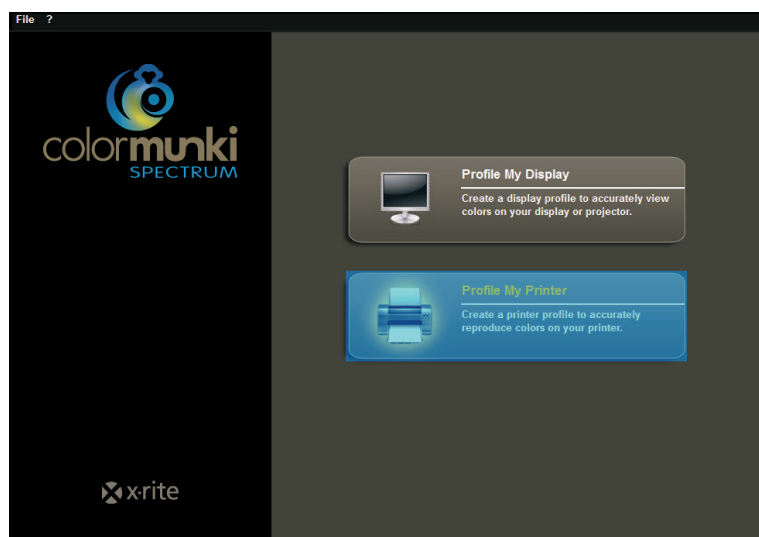 File ?
colormunki
SPECTRUM
Profile My Display
Create a display profile to accurately view
colors on your display or projector.
Profile My Printer
Create a printer profile to accurately
reproduce colors on your printer.
x·rite